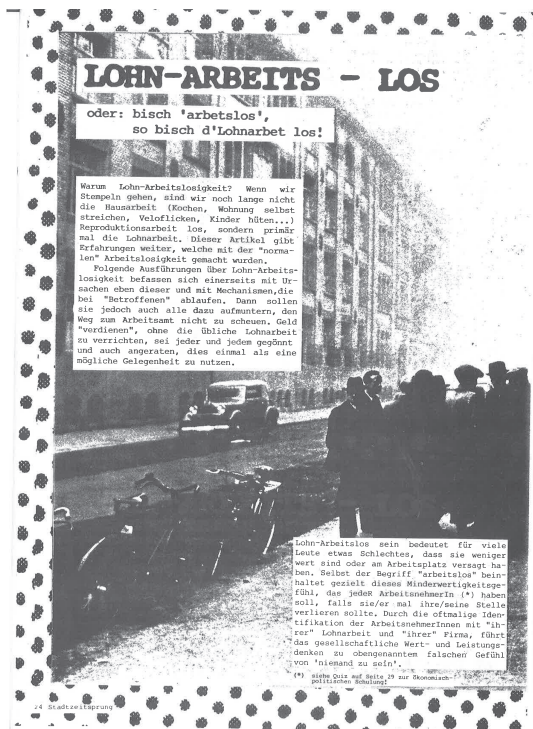 LOHN-ARBEITS - LOS
oder: bisch 'arbetslos',
so bisch d'Lohnarbet los!
Warum Lohn-Arbeitslosigkeit? Wenn wir
Stempeln gehen, sind wir noch lange nicht
die Hausarbeit (Kochen, Wohnung selbst
streichen, Veloflicken, Kinder hüten...)
Reproduktionsarbeit los, sondern primär
mal die Lohnarbeit. Dieser Artikel gibt
Erfahrungen weiter, welche mit der "norma-
len" Arbeitslosigkeit gemacht wurden.
Folgende Ausführungen über Lohn-Arbeits-
losigkeit befassen sich einerseits mit Ur-
sachen eben dieser und mit Mechanismen,die
bei "Betroffenen" ablaufen. Dann sollen
sie jedoch auch alle dazu aufmuntern, den
Weg zum Arbeitsamt nicht zu scheuen. Geld
"verdienen", ohne die übliche Lohnarbeit
zu verrichten, sei jeder und jedem gegönnt
und auch angeraten, dies einmal als eine
mögliche Gelegenheit zu nutzen.
Lohn-Arbeitslos sein bedeutet für viele
Leute etwas Schlechtes, dass sie weniger
wert sind oder am Arbeitsplatz versagt ha-
ben. Selbst der Begriff "arbeitslos" bein-
haltet gezielt dieses Minderwertigkeitsge-
fühl, das jedeR ArbeitsnehmerIn (*) haben
soll, falls sie/er mal ihre/seine Stelle
verlieren sollte. Durch die oftmalige Iden-
tifikation der ArbeitsnehmerInnen mit "ih-
rer" Lohnarbeit und "ihrer" Firma, führt
das gesellschaftliche Wert- und Leistungs-
denken zu obengenanntem falschen Gefühl
von 'niemand zu sein'.
(*) siehe Quiz auf Seite 29 zur ökonomisch-
politischen Schulung!
24 Stadtzeitsprung